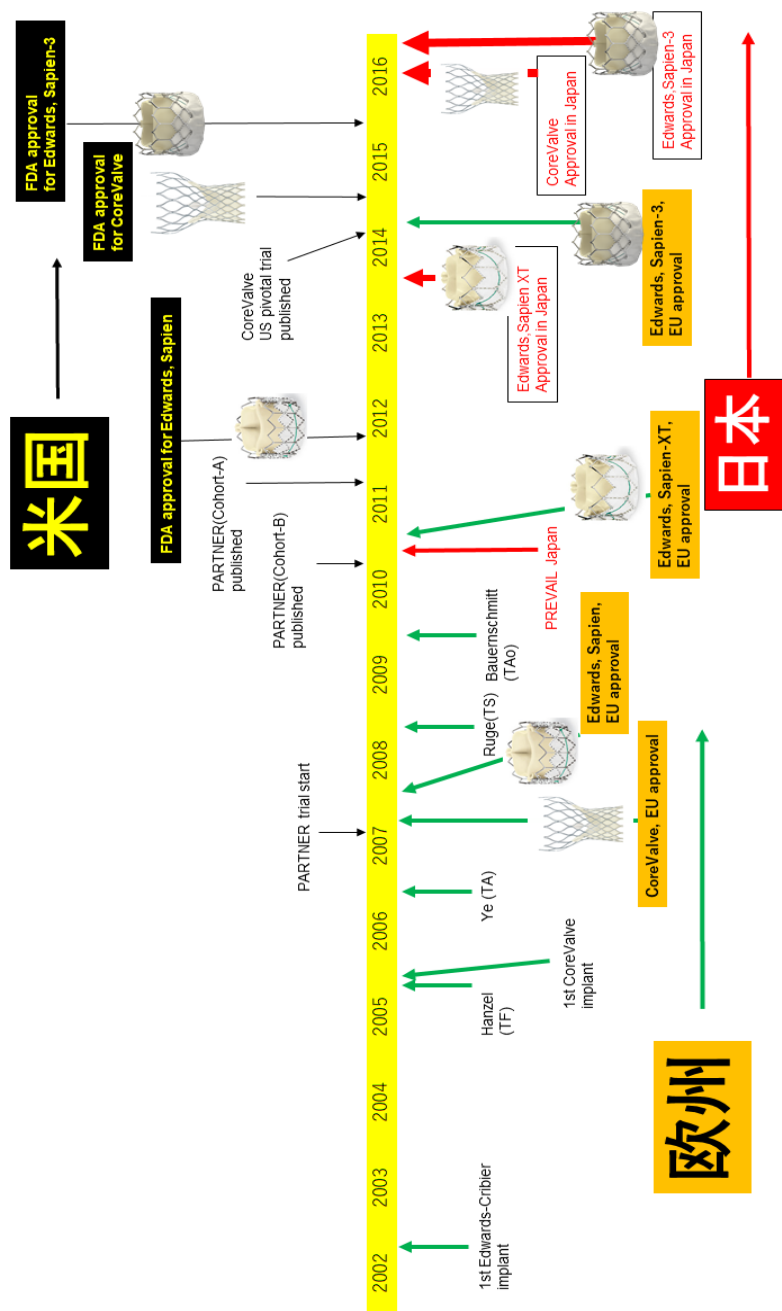 米国
FDA approval for Edwards, Sapien
FDA approval
for CoreValve
FDA approval
for Edwards, Sapien-3
PARTNER trial start
PARTNER(Cohort-B)
published
PARTNER(Cohort-A)
published
CoreValve
US pivotal trial
published
2002 2003 2004 2005 2006 2007 2008 2009 2010 2011 2012 2013 2014 2015 2016
1st Edwards-Cribier
implant
Hanzel
(TF)
1st CoreValve
implant
Ye (TA)
Ruge(TS)
Bauernschmitt
(TAo)
PREVAIL Japan
Edwards,Sapien XT
Approval in Japan
CoreValve
Approval in Japan
Edwards,Sapien-3
Approval in Japan
CoreValve, EU approval
Edwards, Sapien,
EU approval
Edwards, Sapien-XT,
EU approval
Edwards, Sapien-3,
EU approval
欧州
日本